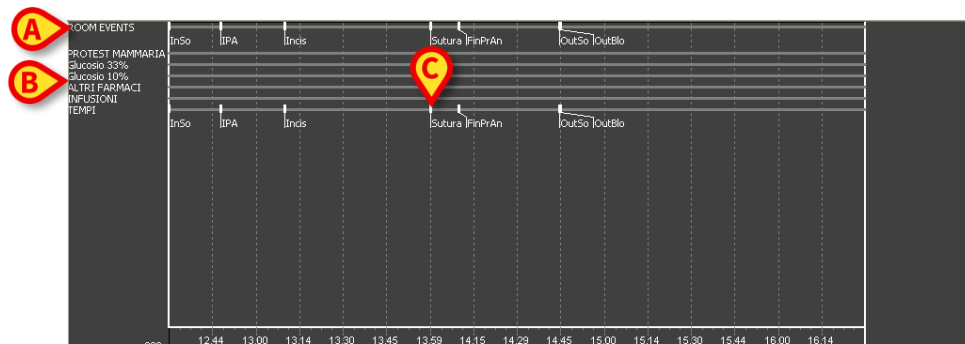 A
ROOM EVENTS
InSo IPA Incis Sutura FinPrAn OutSo OutBlo
PROTEST MAMMARIA
Glucosio 33%
B
Glucosio 10%
C
ALTRI FARMACI
INFUSIONI
TEMPI
InSo IPA Incis Sutura FinPrAn OutSo OutBlo
12.44 13.00 13.14 13.30 13.45 13.59 14.15 14.29 14.45 15.00 15.14 15.30 15.44 16.00 16.14